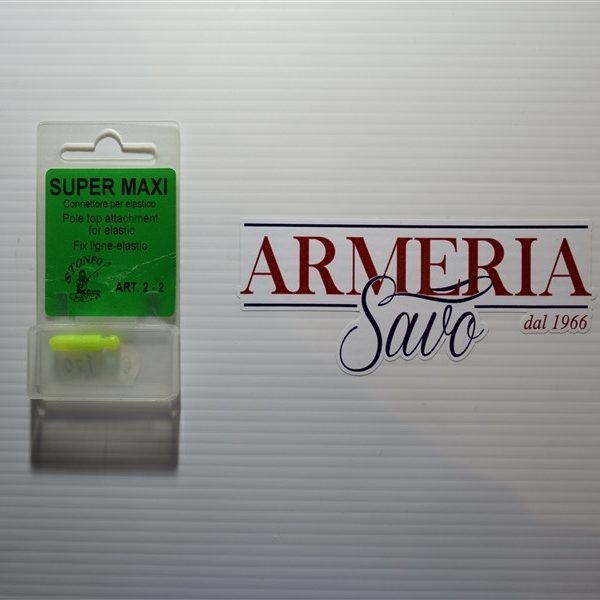 SUPER MAXI
Connettore per elastico
Pole top attachment
for elastic
Fix ligne-elastic
STONFO
ART. 2 - 2
ARMERIA
Savo
dal 1966